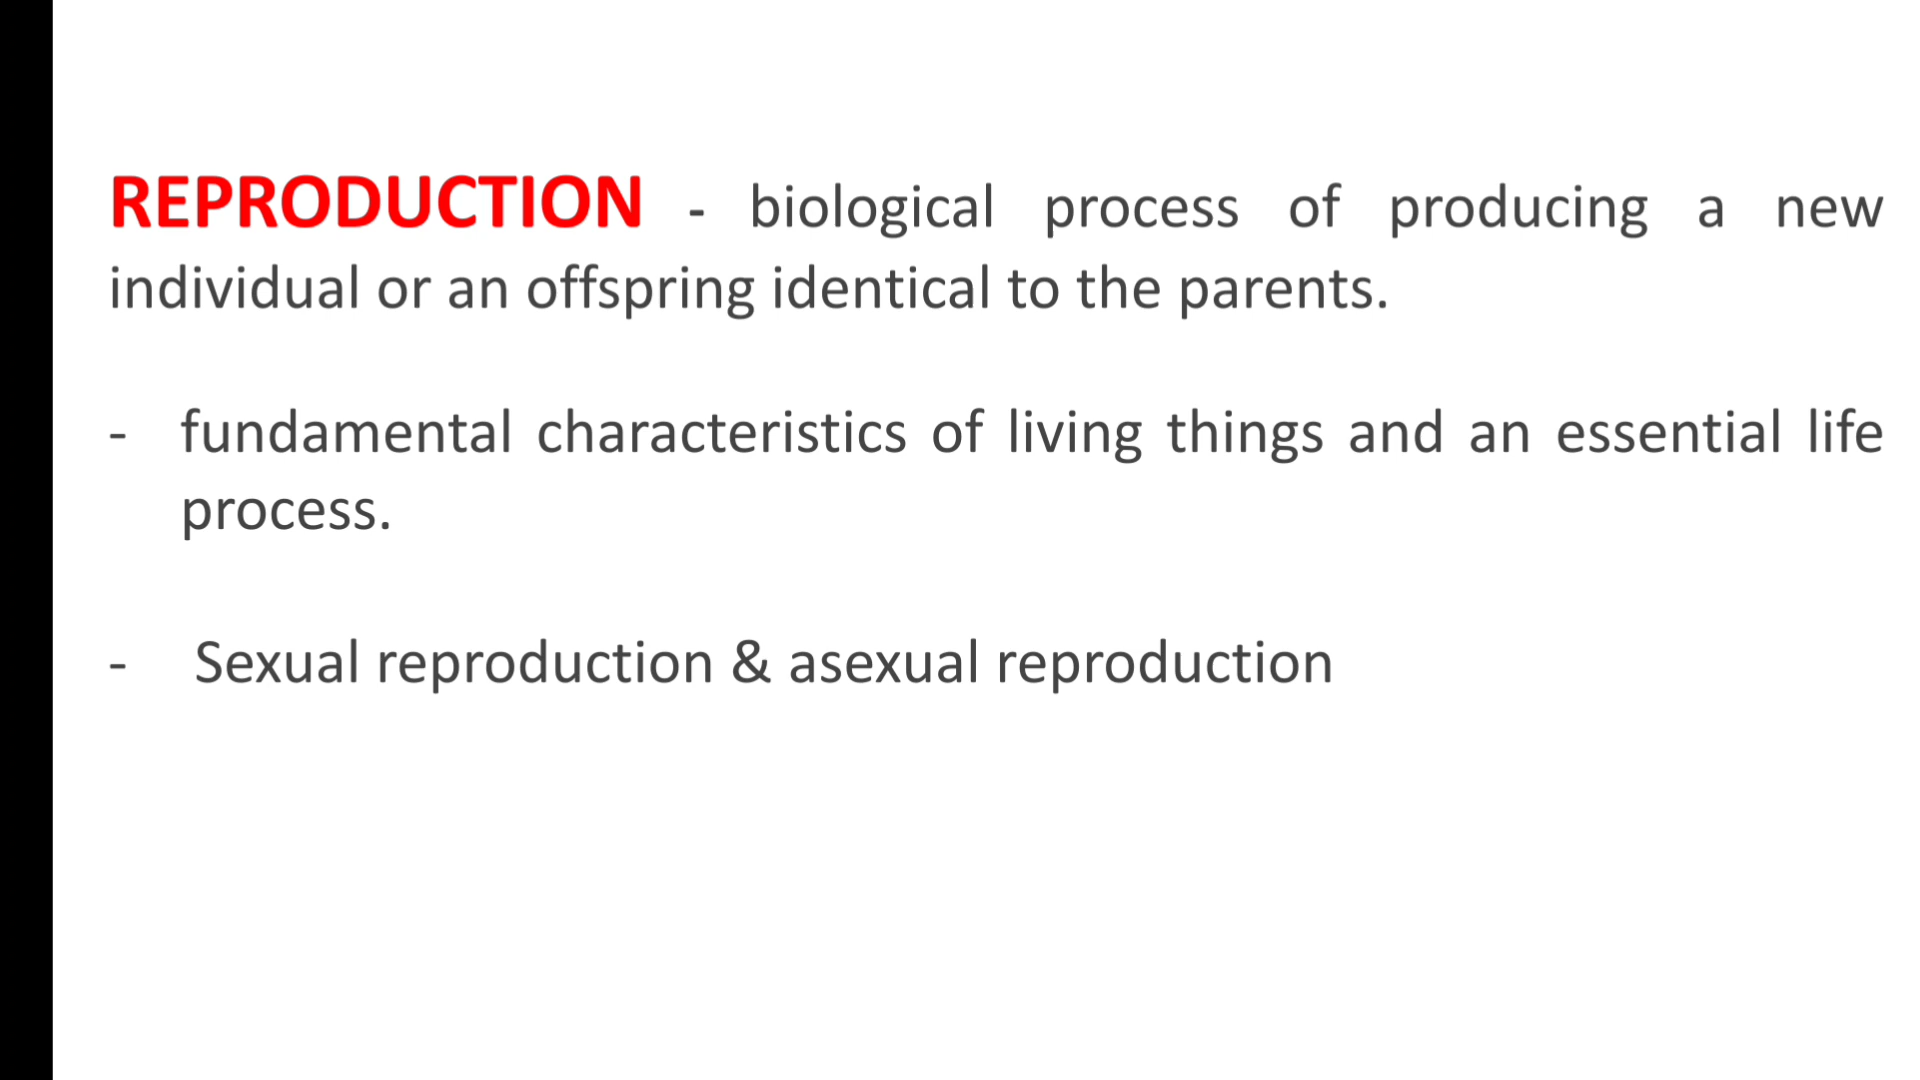 REPRODUCTION - biological process of producing a new
individual or an offspring identical to the parents.
- fundamental characteristics of living things and an essential life
process.
- Sexual reproduction & asexual reproduction